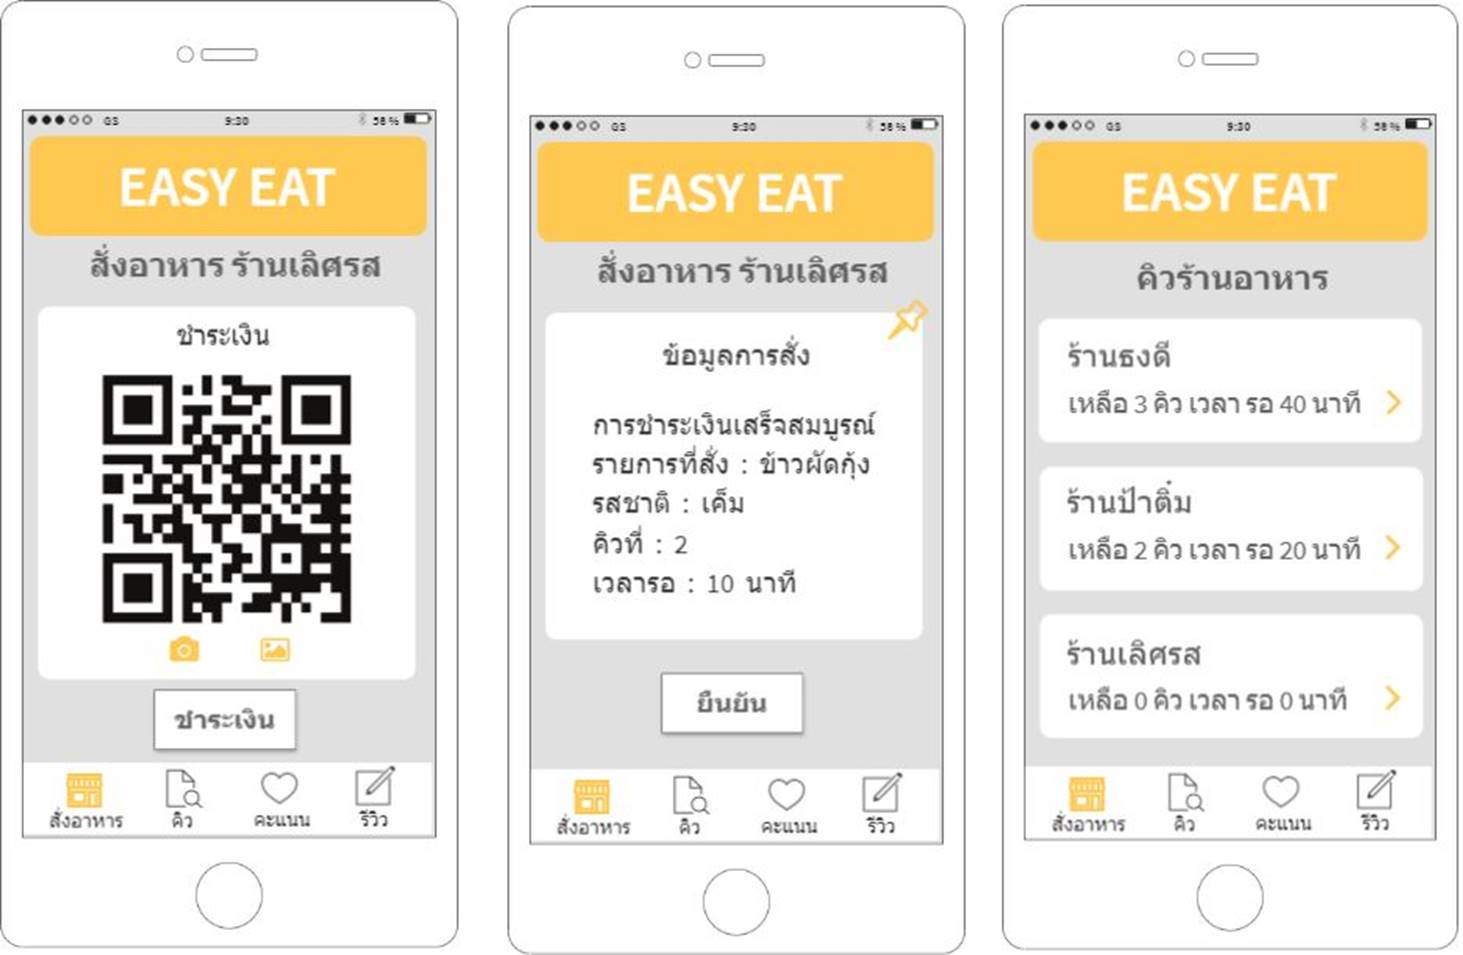 GS 9:30 58 %
EASY EAT
สั่งอาหาร ร้านเลิศรส
ชำระเงิน
ชำระเงิน
สั่งอาหาร คิว คะแนน รีวิว
GS 9:30 58 %
EASY EAT
สั่งอาหาร ร้านเลิศรส
ข้อมูลการสั่ง
การชำระเงินเสร็จสมบูรณ์
รายการที่สั่ง : ข้าวผัดกุ้ง
รสชาติ : เค็ม
คิวที่ : 2
เวลารอ : 10 นาที
ยืนยัน
สั่งอาหาร คิว คะแนน รีวิว
GS 9:30 58 %
EASY EAT
คิวร้านอาหาร
ร้านธงดี
เหลือ 3 คิว เวลา รอ 40 นาที
ร้านป้าติ๋ม
เหลือ 2 คิว เวลา รอ 20 นาที
ร้านเลิศรส
เหลือ 0 คิว เวลา รอ 0 นาที
สั่งอาหาร คิว คะแนน รีวิว